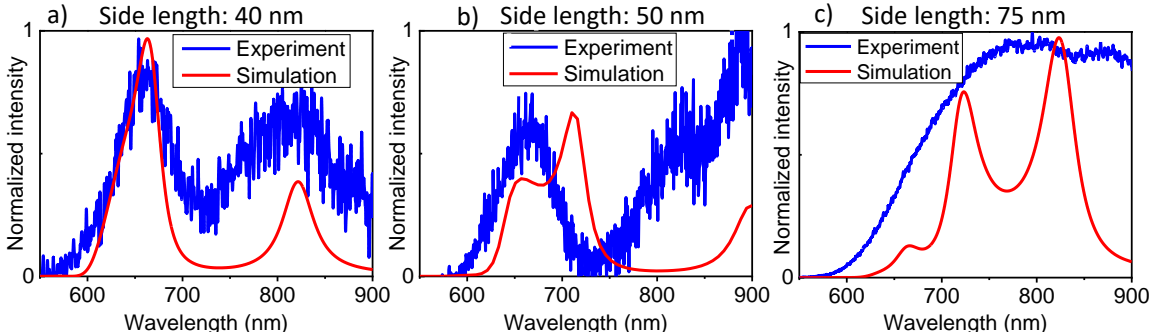 a) Side length: 40 nm
Normalized intensity
1
0
Experiment
Simulation
600 700 800 900
Wavelength (nm)
b) Side length: 50 nm
Normalized intensity
1
0
Experiment
Simulation
600 700 800 900
Wavelength (nm)
c) Side length: 75 nm
Normalized intensity
1
0
Experiment
Simulation
600 700 800 900
Wavelength (nm)